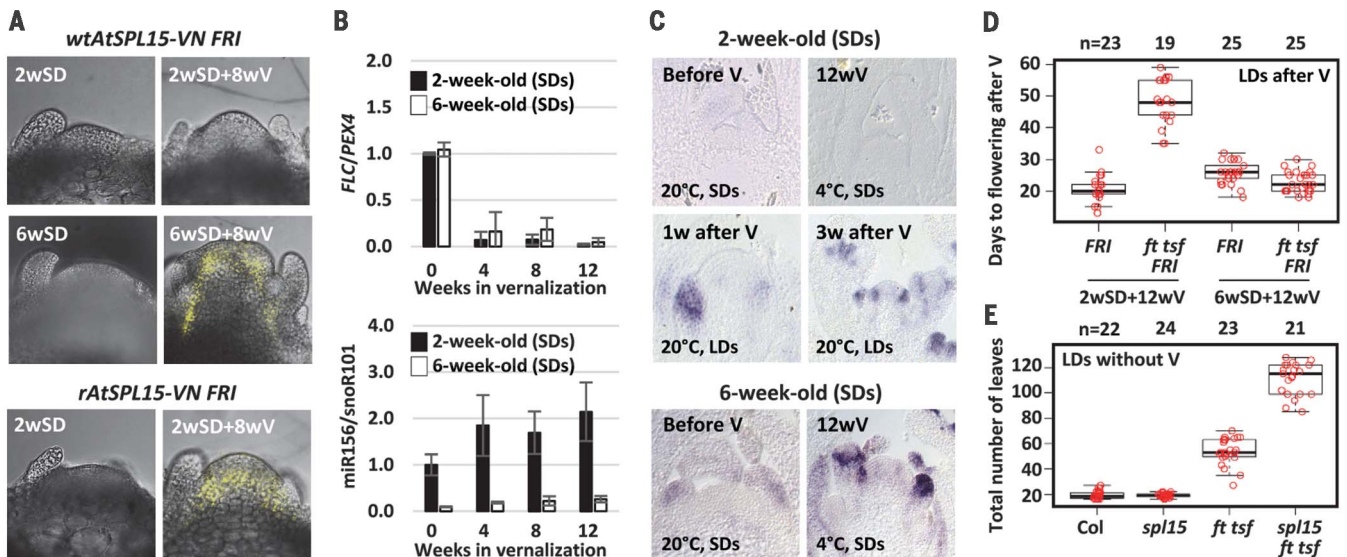 A
wtAtSPL15-VN FRI
2wSD
2wSD+8wV
6wSD
6wSD+8wV
rAtSPL15-VN FRI
2wSD
2wSD+8wV
B
FLC/PEX4
2.0
1.5
1.0
0.5
0.0
2-week-old (SDs)
6-week-old (SDs)
0 4 8 12
Weeks in vernalization
miR156/snoR101
4.0
3.0
2.0
1.0
0.0
2-week-old (SDs)
6-week-old (SDs)
0 4 8 12
Weeks in vernalization
C
2-week-old (SDs)
Before V
20°C, SDs
12wV
4°C, SDs
1w after V
20°C, LDs
3w after V
20°C, LDs
6-week-old (SDs)
Before V
20°C, SDs
12wV
4°C, SDs
D
n=23 19 25 25
Days to flowering after V
60
50
40
30
20
LDs after V
FRI ft tsf FRI ft tsf
FRI FRI
2wSD+12wV 6wSD+12wV
E
n=22 24 23 21
Total number of leaves
120
100
80
60
40
20
LDs without V
Col spl15 ft tsf spl15
ft tsf